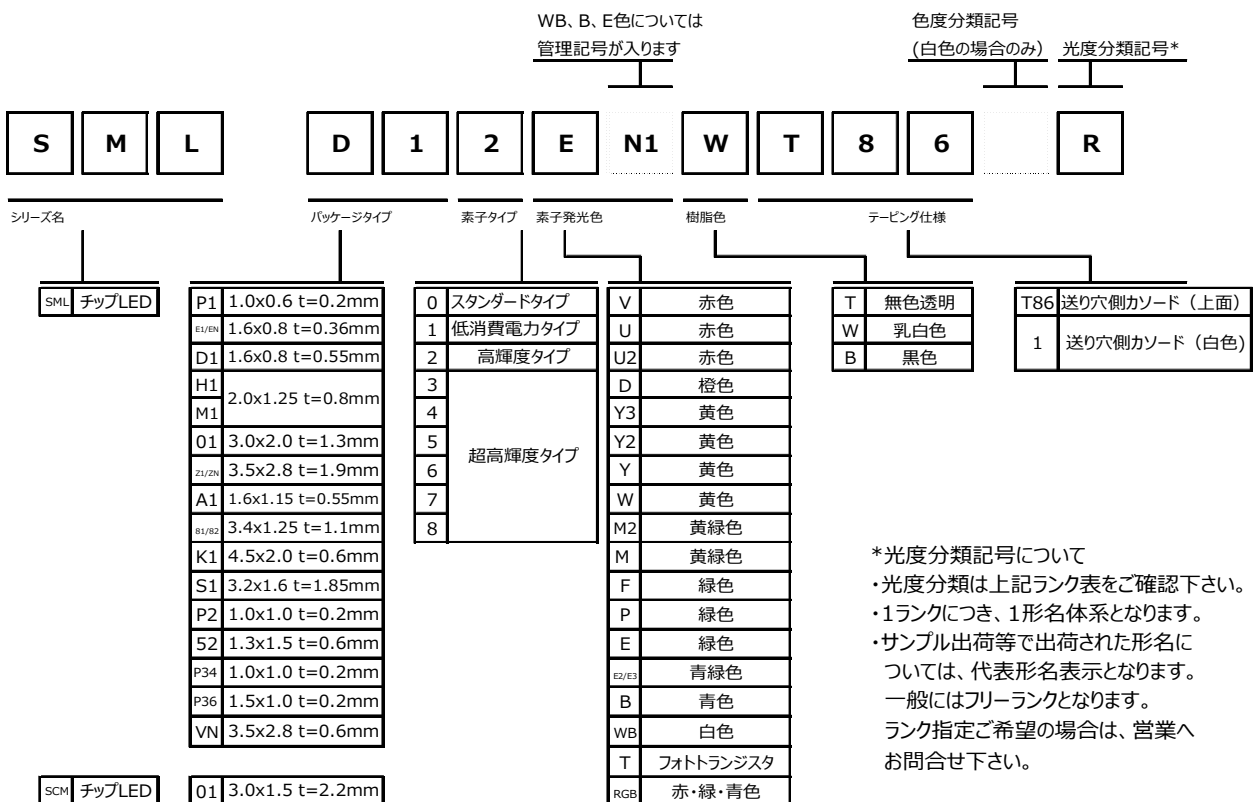 WB、B、E色については
管理記号が入ります
色度分類記号
(白色の場合のみ)
光度分類記号*
S M L D 1 2 E N1 W T 8 6 R
シリーズ名 パッケージタイプ 素子タイプ 素子発光色 樹脂色 テーピング仕様
SML チップLED
P1 1.0x0.6 t=0.2mm
E1/EN 1.6x0.8 t=0.36mm
D1 1.6x0.8 t=0.55mm
H1
M1
2.0x1.25 t=0.8mm
01 3.0x2.0 t=1.3mm
Z1/ZN 3.5x2.8 t=1.9mm
A1 1.6x1.15 t=0.55mm
81/82 3.4x1.25 t=1.1mm
K1 4.5x2.0 t=0.6mm
S1 3.2x1.6 t=1.85mm
P2 1.0x1.0 t=0.2mm
52 1.3x1.5 t=0.6mm
P34 1.0x1.0 t=0.2mm
P36 1.5x1.0 t=0.2mm
VN 3.5x2.8 t=0.6mm
SCM チップLED
01 3.0x1.5 t=2.2mm
0 スタンダードタイプ
1 低消費電力タイプ
2 高輝度タイプ
3
4
5
6
7
8
超高輝度タイプ
V 赤色
U 赤色
U2 赤色
D 橙色
Y3 黄色
Y2 黄色
Y 黄色
W 黄色
M2 黄緑色
M 黄緑色
F 緑色
P 緑色
E 緑色
E2/E3 青緑色
B 青色
WB 白色
T フォトトランジスタ
RGB 赤・緑・青色
T 無色透明
W 乳白色
B 黒色
T86 送り穴側カソード（上面）
1 送り穴側カソード（白色)
*光度分類記号について
・光度分類は上記ランク表をご確認下さい。
・1ランクにつき、1形名体系となります。
・サンプル出荷等で出荷された形名に
ついては、代表形名表示となります。
一般にはフリーランクとなります。
ランク指定ご希望の場合は、営業へ
お問合せ下さい。